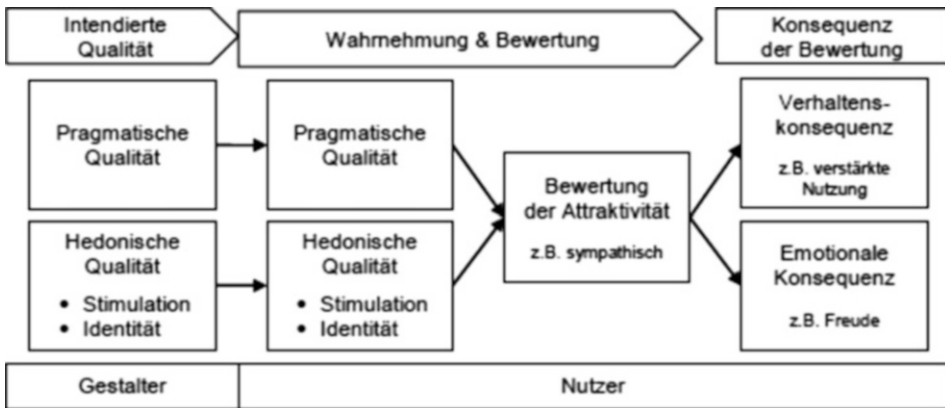 Intendierte
Qualität
Wahrnehmung & Bewertung
Konsequenz
der Bewertung
Pragmatische
Qualität
Pragmatische
Qualität
Hedonische
Qualität
• Stimulation
• Identität
Hedonische
Qualität
• Stimulation
• Identität
Bewertung
der Attraktivität
z.B. sympathisch
Verhaltens-
konsequenz
z.B. verstärkte
Nutzung
Emotionale
Konsequenz
z.B. Freude
Gestalter
Nutzer